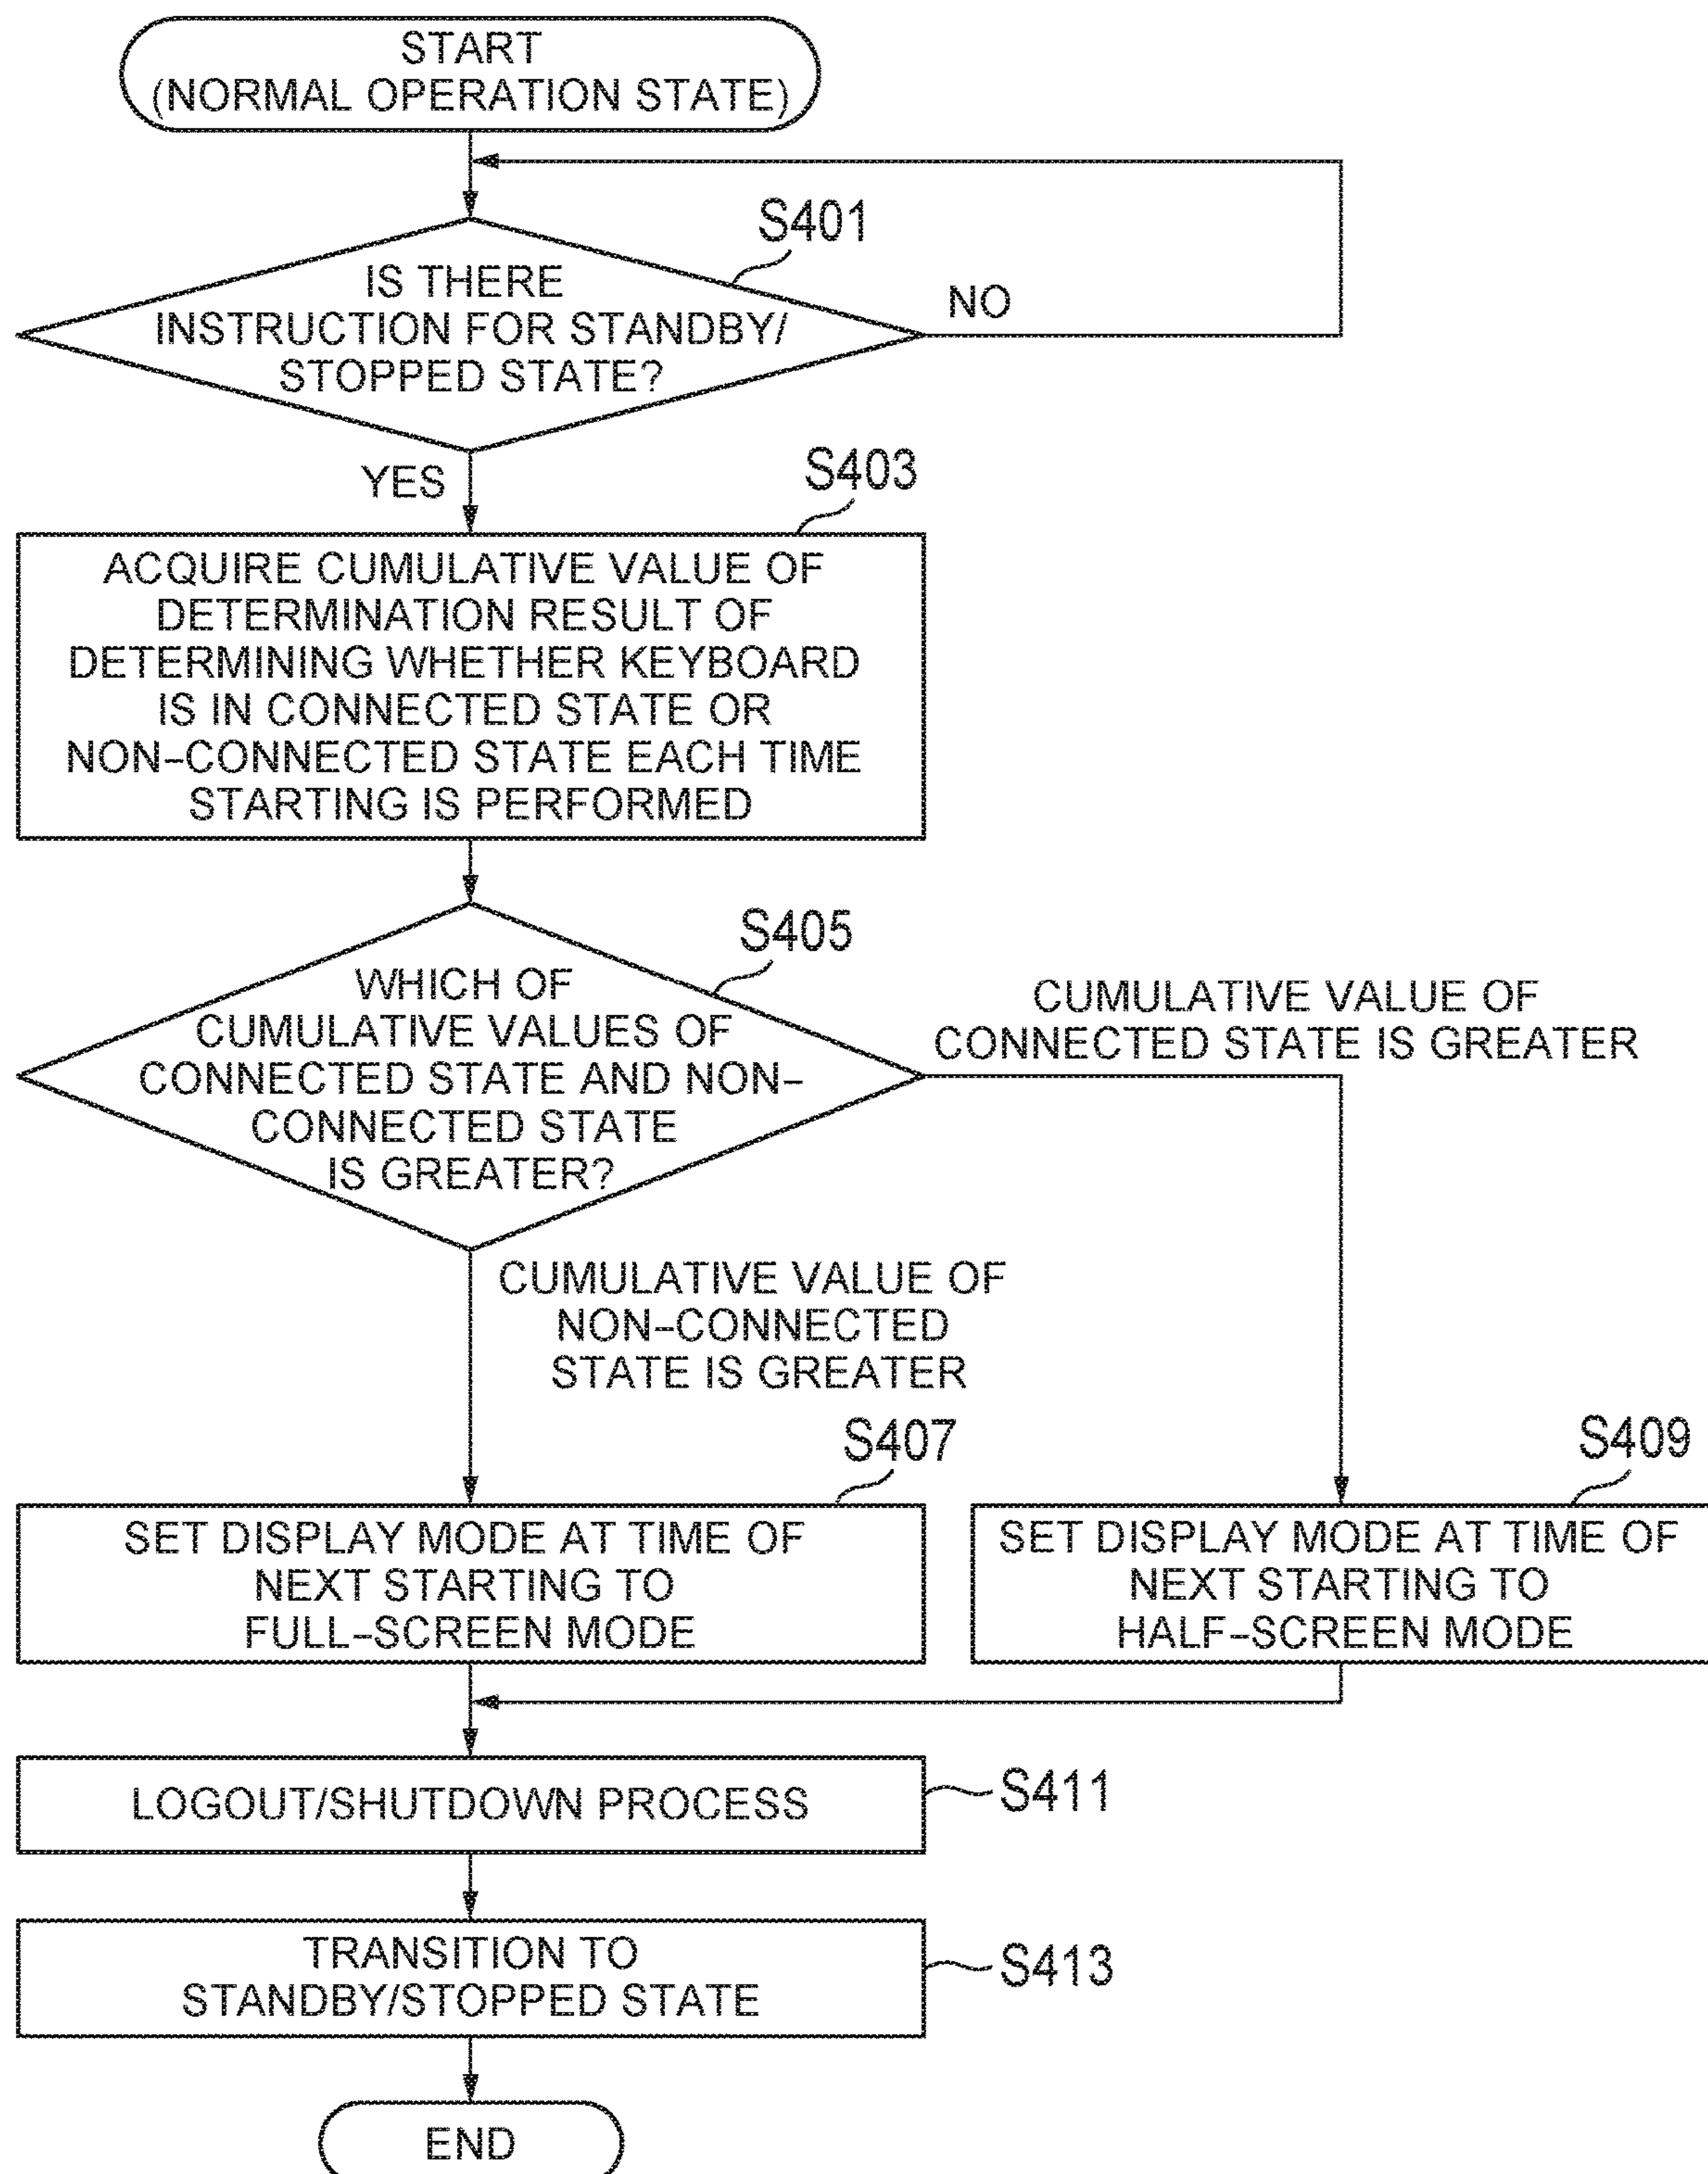 START
(NORMAL OPERATION STATE)
S401
IS THERE
INSTRUCTION FOR STANDBY/
STOPPED STATE?
NO
YES
S403
ACQUIRE CUMULATIVE VALUE OF
DETERMINATION RESULT OF
DETERMINING WHETHER KEYBOARD
IS IN CONNECTED STATE OR
NON-CONNECTED STATE EACH TIME
STARTING IS PERFORMED
S405
WHICH OF
CUMULATIVE VALUES OF
CONNECTED STATE AND NON-
CONNECTED STATE
IS GREATER?
CUMULATIVE VALUE OF
CONNECTED STATE IS GREATER
CUMULATIVE VALUE OF
NON-CONNECTED
STATE IS GREATER
S407
SET DISPLAY MODE AT TIME OF
NEXT STARTING TO
FULL-SCREEN MODE
S409
SET DISPLAY MODE AT TIME OF
NEXT STARTING TO
HALF-SCREEN MODE
LOGOUT/SHUTDOWN PROCESS
S411
TRANSITION TO
STANDBY/STOPPED STATE
S413
END